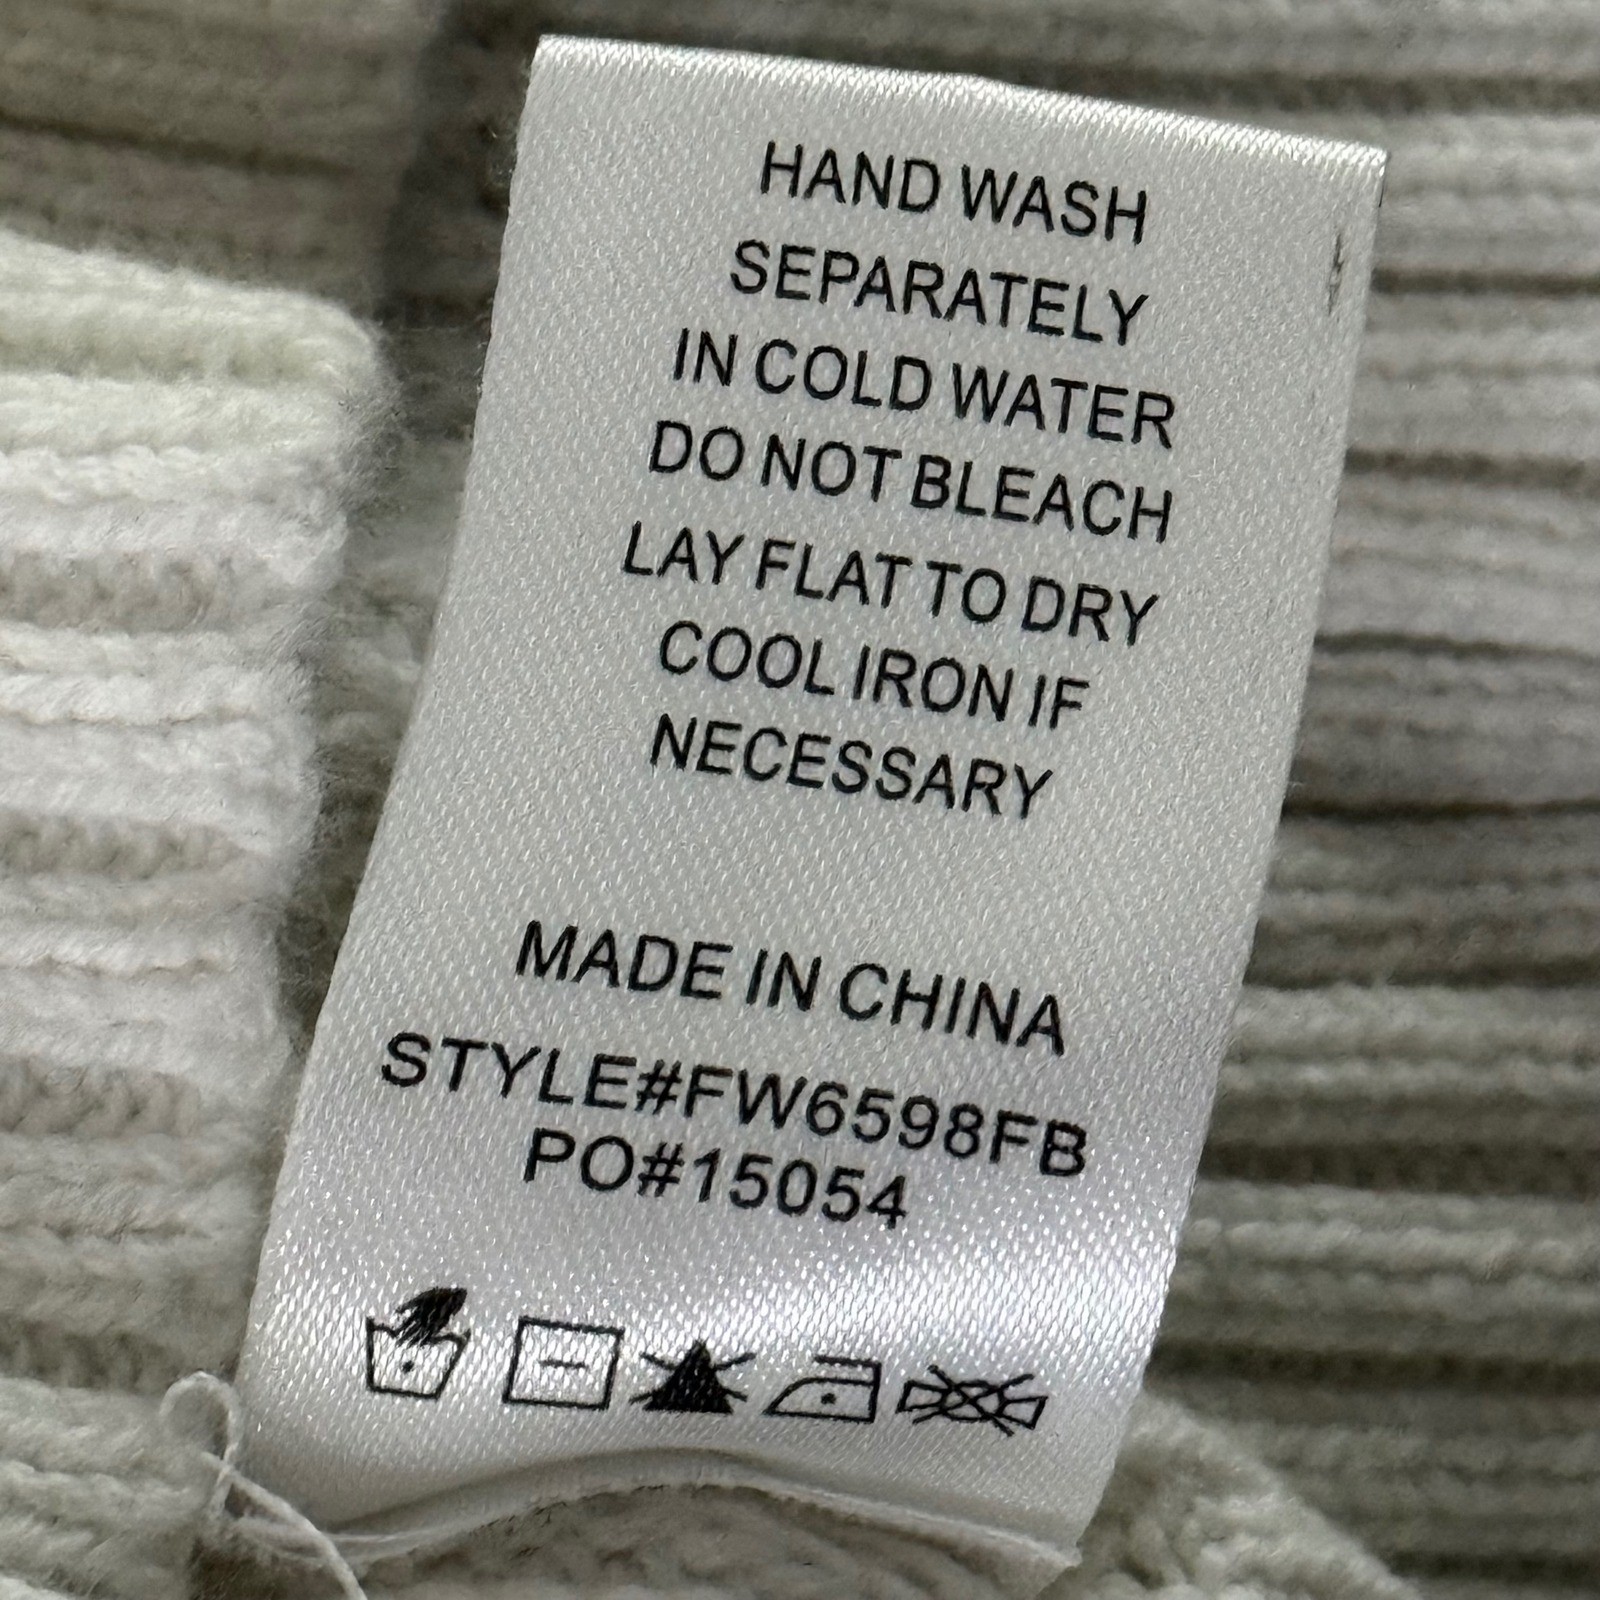 HAND WASH
SEPARATELY
IN COLD WATER
DO NOT BLEACH
LAY FLAT TO DRY
COOL IRON IF
NECESSARY
MADE IN CHINA
STYLE#FW6598FB
PO#15054